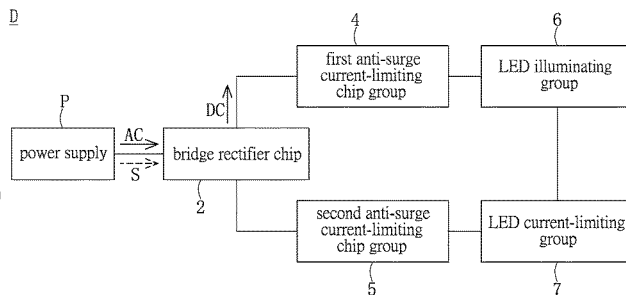 D
4
6
first anti-surge
current-limiting
chip group
LED illuminating
group
P
DC
power supply
AC
S
bridge rectifier chip
2
second anti-surge
current-limiting
chip group
LED current-limiting
group
5
7